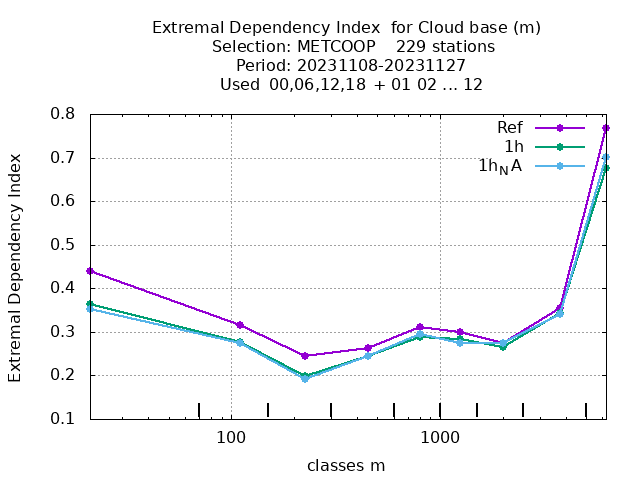 Extremal Dependency Index  for Cloud base (m)
Selection: METCOOP    229 stations
Period: 20231108-20231127
Used  00,06,12,18  + 01 02 ... 12
Ref
1h
1h_N A
0.8
0.7
0.6
0.5
0.4
0.3
0.2
0.1
Extremal Dependency Index
100 1000
classes m